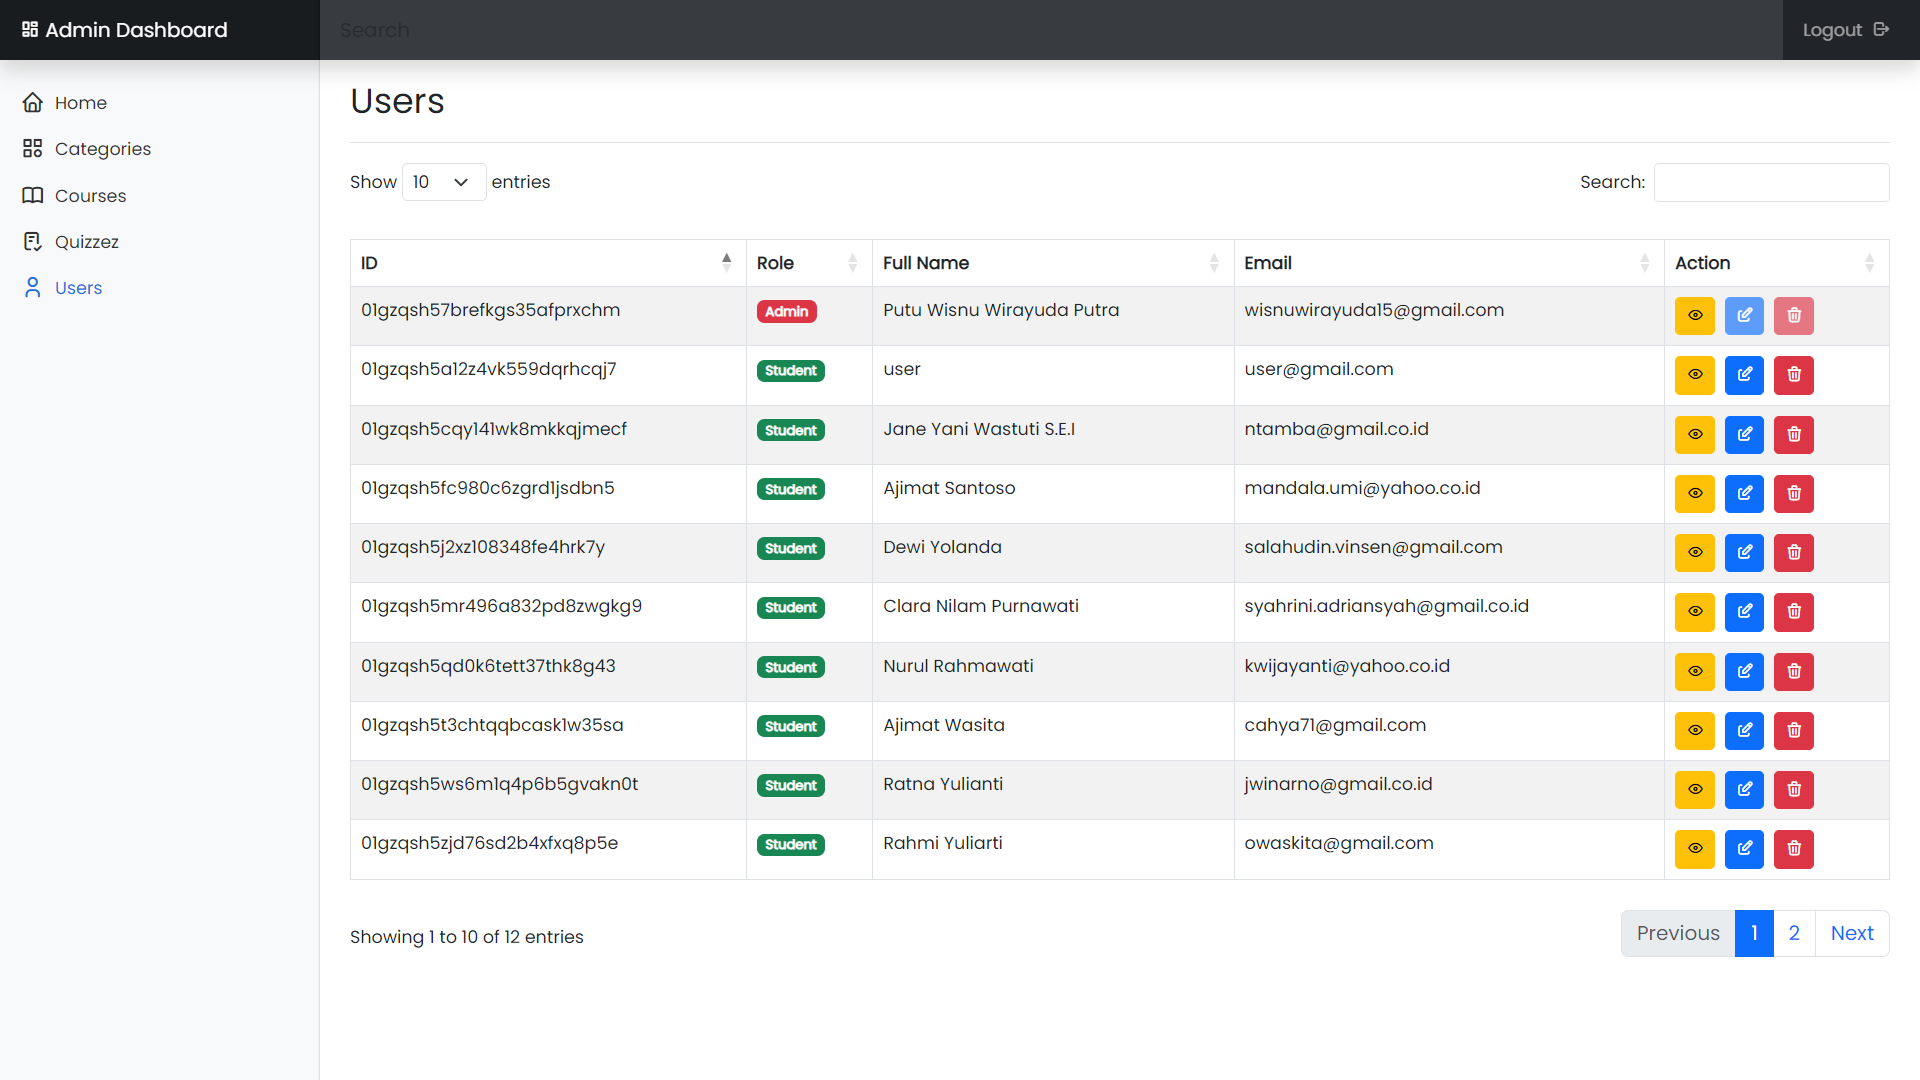 Admin Dashboard Search Logout
Home
Categories
Courses
Quizzez
Users
Users
Show 10 entries Search:
ID Role Full Name Email Action
01gzqsh57brefkgs35afprxchm Admin Putu Wisnu Wirayuda Putra wisnuwirayuda15@gmail.com
01gzqsh5a12z4vk559dqrhcqj7 Student user user@gmail.com
01gzqsh5cqy141wk8mkkqjmecf Student Jane Yani Wastuti S.E.I ntamba@gmail.co.id
01gzqsh5fc980c6zgrd1jsdbn5 Student Ajimat Santoso mandala.umi@yahoo.co.id
01gzqsh5j2xz108348fe4hrk7y Student Dewi Yolanda salahudin.vinsen@gmail.com
01gzqsh5mr496a832pd8zwgkg9 Student Clara Nilam Purnawati syahrini.adriansyah@gmail.co.id
01gzqsh5qd0k6tett37thk8g43 Student Nurul Rahmawati kwijayanti@yahoo.co.id
01gzqsh5t3chtqqbcask1w35sa Student Ajimat Wasita cahya71@gmail.com
01gzqsh5ws6m1q4p6b5gvakn0t Student Ratna Yulianti jwinarno@gmail.co.id
01gzqsh5zjd76sd2b4xfxq8p5e Student Rahmi Yuliarti owaskita@gmail.com
Showing 1 to 10 of 12 entries Previous 1 2 Next